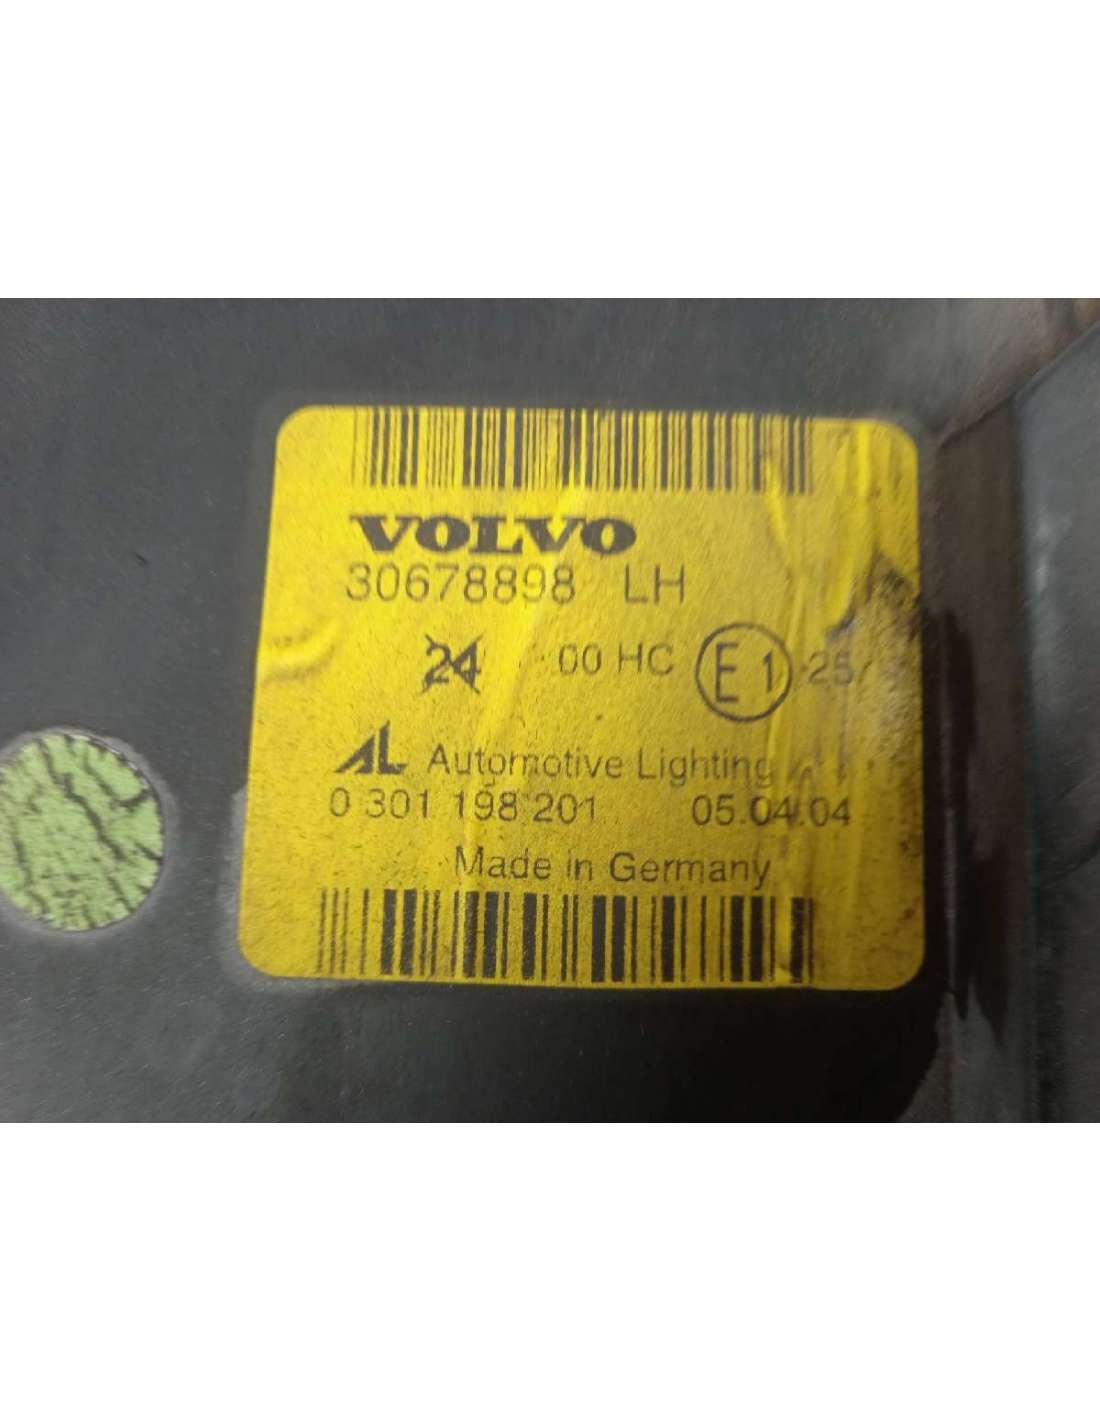 VOLVO
30678898 LH
24 00 HC E1 25
AL Automotive Lighting
0 301 198 201 05.04.04
Made in Germany